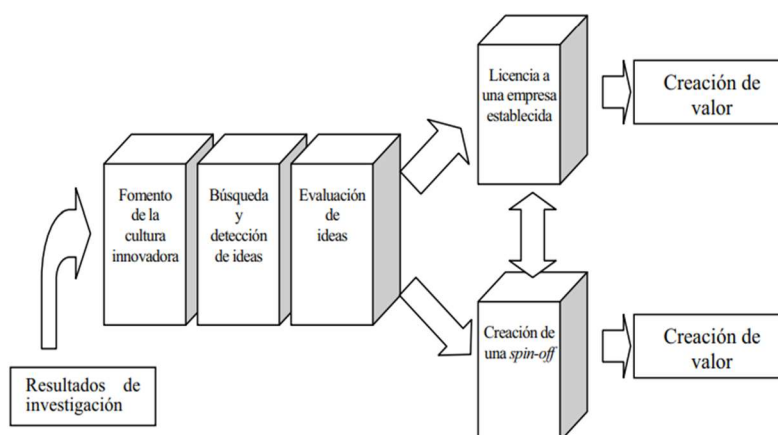 Resultados de
investigación
Fomento
de la
cultura
innovadora
Búsqueda
y
detección
de ideas
Evaluación
de
ideas
Licencia a
una empresa
establecida
Creación de
valor
Creación de
una spin-off
Creación de
valor